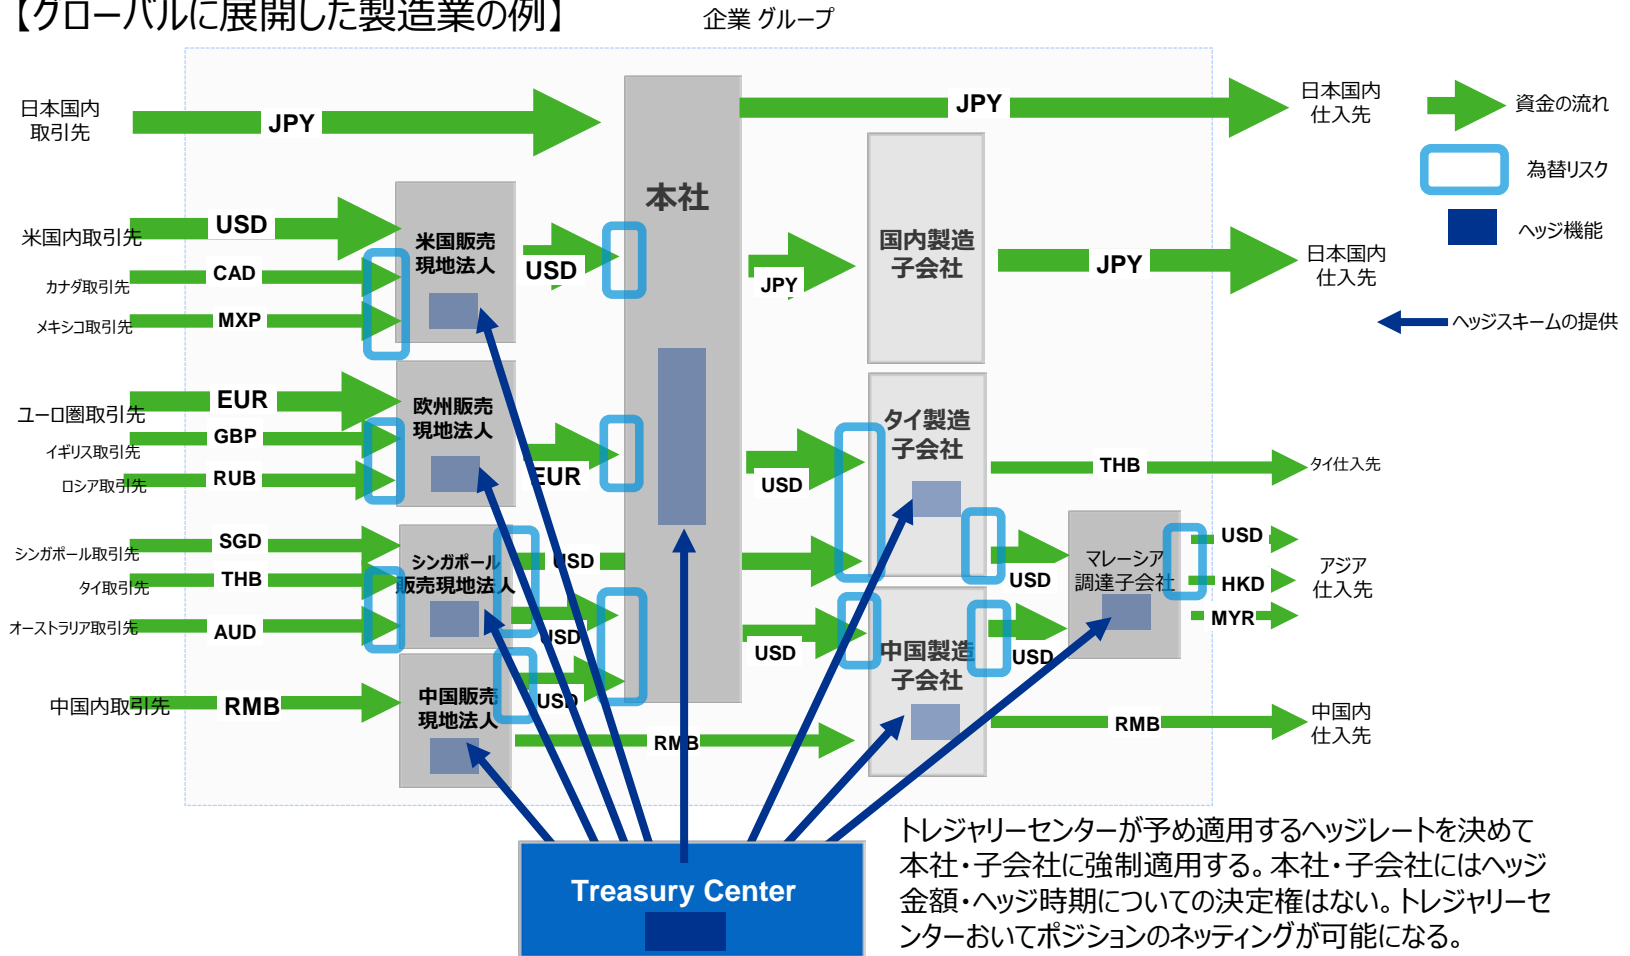 【グローバルに展開した製造業の例】
企業 グループ
日本国内
取引先
JPY
JPY
日本国内
仕入先
資金の流れ
為替リスク
ヘッジ機能
ヘッジスキームの提供
本社
米国内取引先
USD
カナダ取引先
CAD
メキシコ取引先
MXP
米国販売
現地法人
USD
JPY
国内製造
子会社
JPY
日本国内
仕入先
ユーロ圏取引先
EUR
イギリス取引先
GBP
ロシア取引先
RUB
欧州販売
現地法人
EUR
USD
タイ製造
子会社
THB
タイ仕入先
シンガポール取引先
SGD
タイ取引先
THB
オーストラリア取引先
AUD
シンガポール
販売現地法人
USD
USD
USD
USD
マレーシア
調達子会社
USD
HKD
MYR
アジア
仕入先
中国内取引先
RMB
中国販売
現地法人
USD
RMB
中国製造
子会社
USD
RMB
中国内
仕入先
Treasury Center
トレジャリーセンターが予め適用するヘッジレートを決めて
本社・子会社に強制適用する。本社・子会社にはヘッジ
金額・ヘッジ時期についての決定権はない。トレジャリーセ
ンターおいてポジションのネッティングが可能になる。